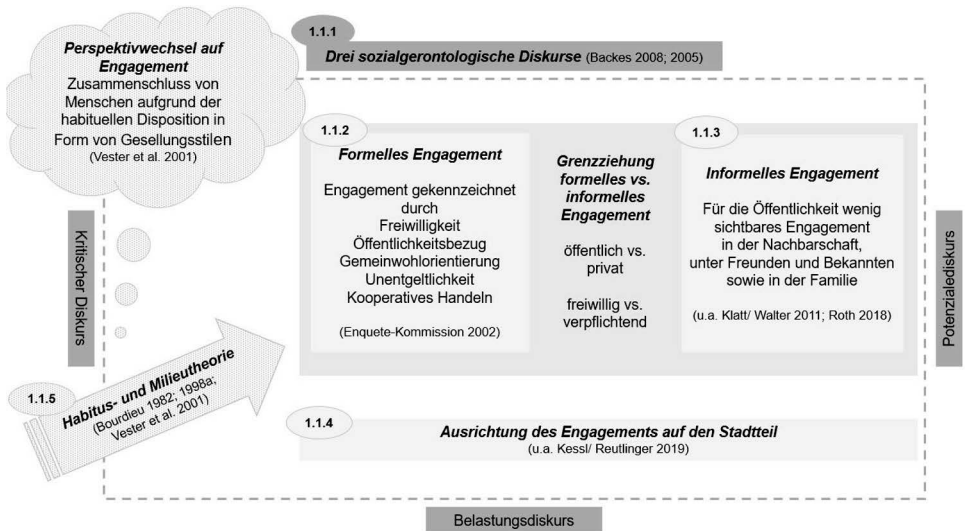 Perspektivwechsel auf
Engagement
Zusammenschluss von
Menschen aufgrund der
habituellen Disposition in
Form von Gesellungsstilen
(Vester et al. 2001)
1.1.1
Drei sozialgerontologische Diskurse (Backes 2008; 2005)
1.1.2
Formelles Engagement
Engagement gekennzeichnet
durch
Freiwilligkeit
Öffentlichkeitsbezug
Gemeinwohlorientierung
Unentgeltlichkeit
Kooperatives Handeln
(Enquete-Kommission 2002)
Grenzziehung
formelles vs.
informelles
Engagement
öffentlich vs.
privat
freiwillig vs.
verpflichtend
1.1.3
Informelles Engagement
Für die Öffentlichkeit wenig
sichtbares Engagement
in der Nachbarschaft,
unter Freunden und Bekannten
sowie in der Familie
(u.a. Klatt/ Walter 2011; Roth 2018)
Kritischer Diskurs
Potenzialediskurs
1.1.5
Habitus- und Milieutheorie
(Bourdieu 1982; 1998a;
Vester et al. 2001)
1.1.4
Ausrichtung des Engagements auf den Stadtteil
(u.a. Kessl/ Reutlinger 2019)
Belastungsdiskurs